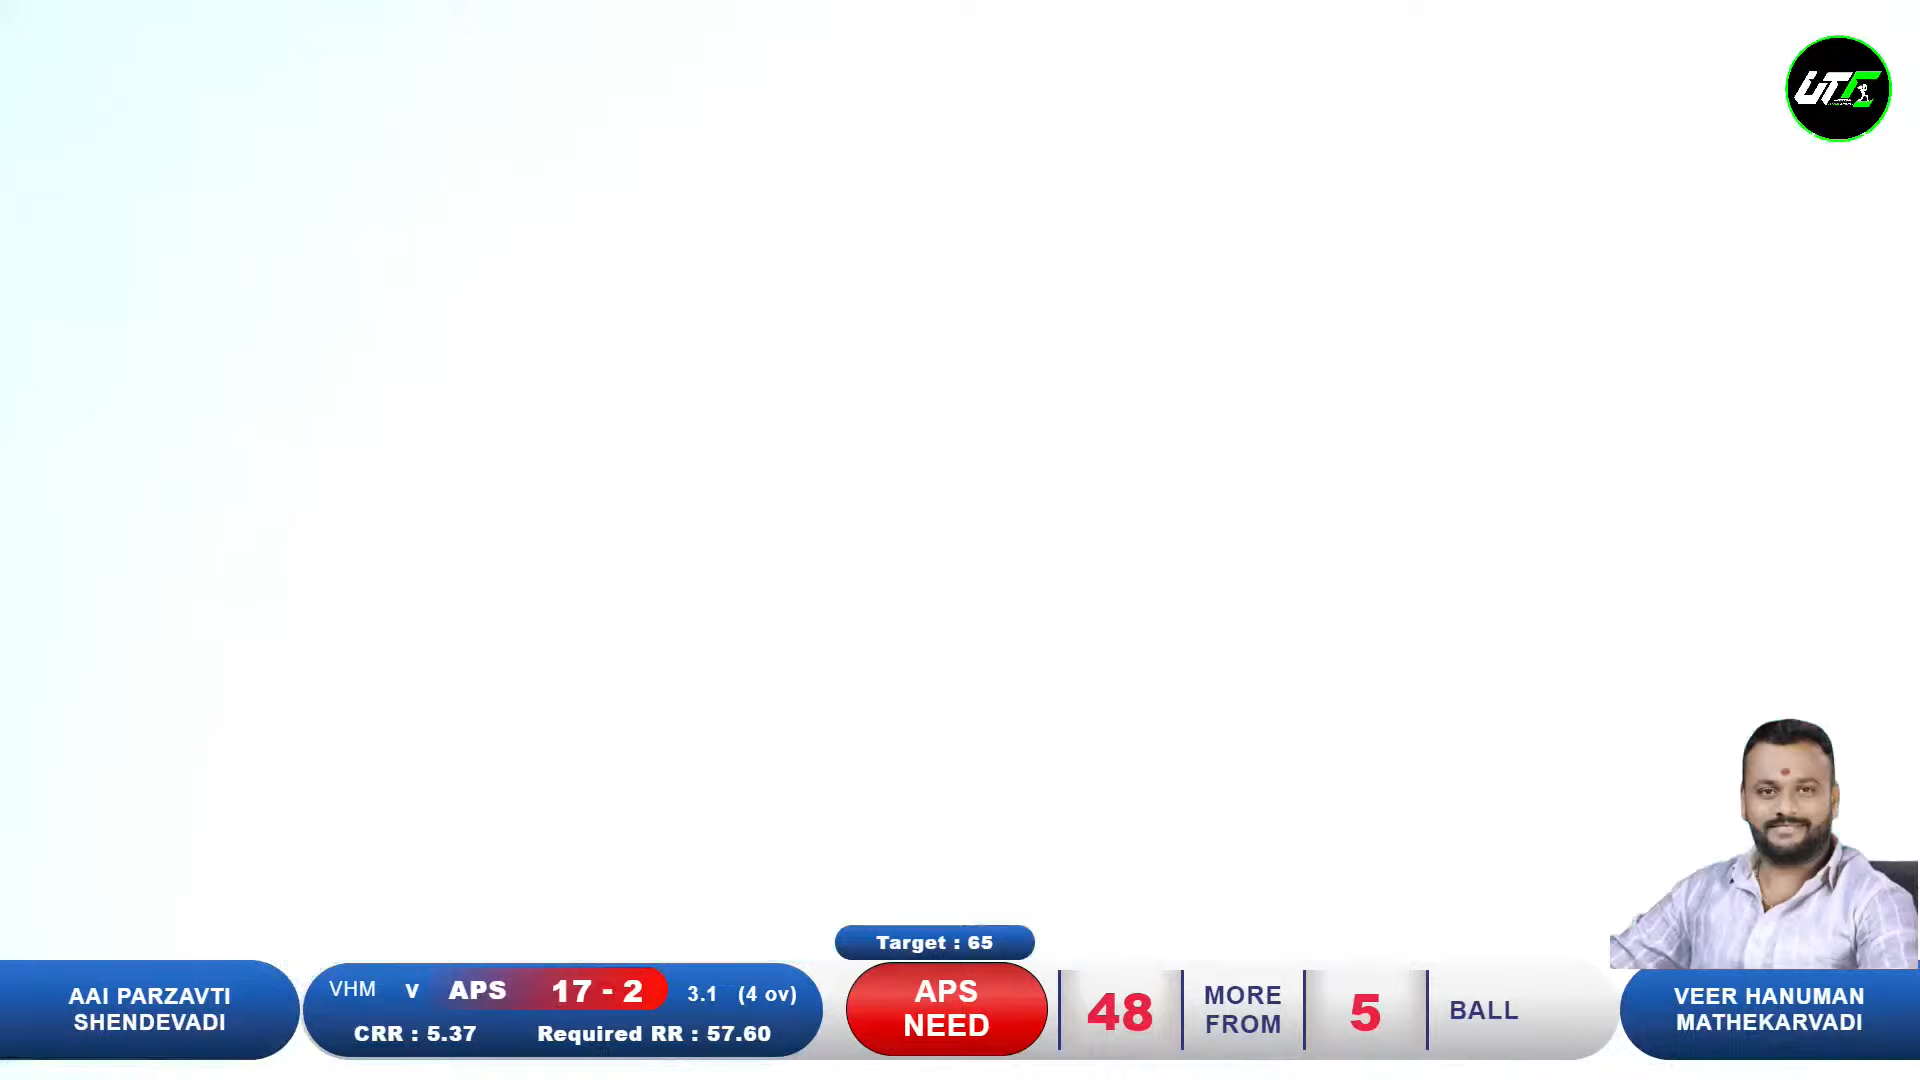 UTE
Target : 65
AAI PARZAVTI
SHENDEVADI
VHM v APS 17 - 2 3.1 (4 ov)
CRR : 5.37 Required RR : 57.60
APS
NEED
48
MORE
FROM
5
BALL
VEER HANUMAN
MATHEKARVADI